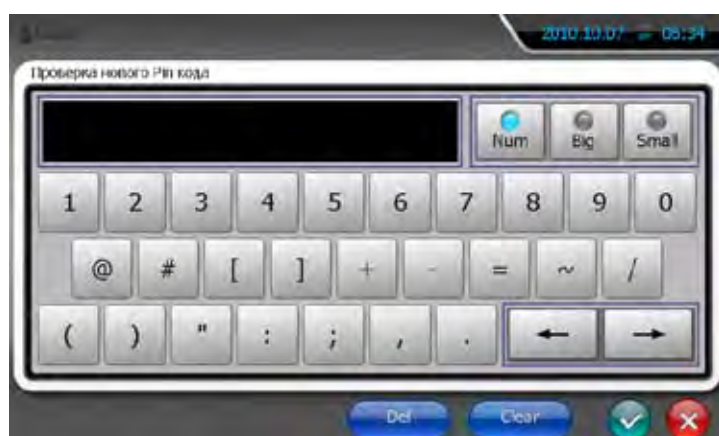 2010.10.07 05:34
Проверка нового Pin кода
Num Big Small
1 2 3 4 5 6 7 8 9 0
@ # [ ] + - = ~ /
( ) " : ; , . ← →
Del Clear